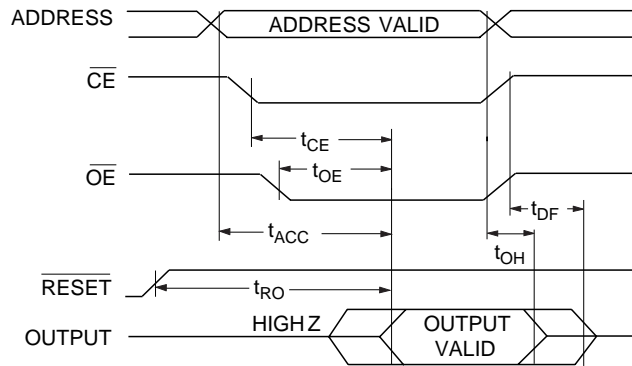 ADDRESS
ADDRESS VALID
CE
tCE
OE
tOE
tDF
tACC
tOH
RESET
tRO
HIGH Z
OUTPUT
OUTPUT
VALID